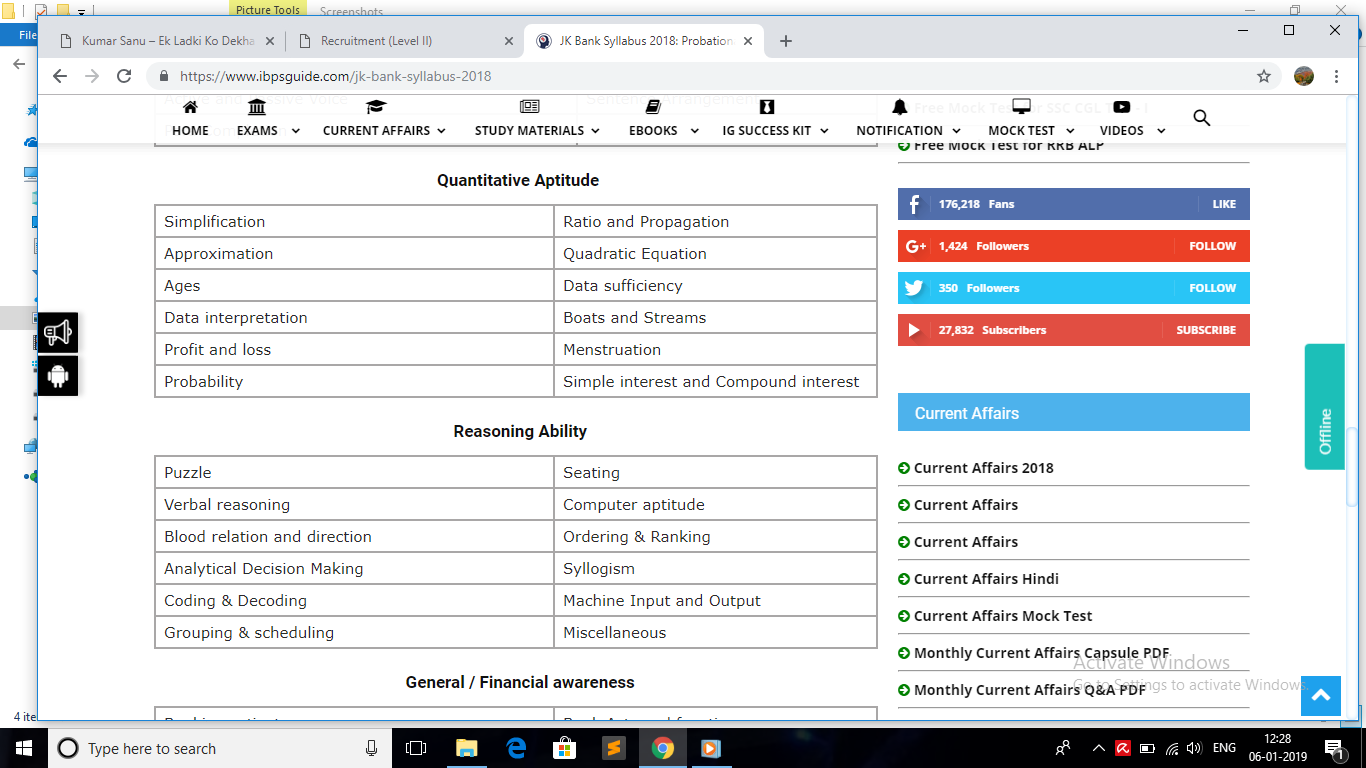 Picture Tools
Screenshots
File
Kumar Sanu – Ek Ladki Ko Dekha
Recruitment (Level II)
JK Bank Syllabus 2018: Probation
https://www.ibpsguide.com/jk-bank-syllabus-2018
HOME
EXAMS
CURRENT AFFAIRS
STUDY MATERIALS
EBOOKS
IG SUCCESS KIT
NOTIFICATION
MOCK TEST
VIDEOS
Free Mock Test for RRB ALP
Quantitative Aptitude
Simplification Ratio and Propagation
Approximation Quadratic Equation
Ages Data sufficiency
Data interpretation Boats and Streams
Profit and loss Menstruation
Probability Simple interest and Compound interest
Reasoning Ability
Puzzle Seating
Verbal reasoning Computer aptitude
Blood relation and direction Ordering & Ranking
Analytical Decision Making Syllogism
Coding & Decoding Machine Input and Output
Grouping & scheduling Miscellaneous
General / Financial awareness
176,218 Fans LIKE
G+ 1,424 Followers FOLLOW
350 Followers FOLLOW
27,832 Subscribers SUBSCRIBE
Offline
Current Affairs
Current Affairs 2018
Current Affairs
Current Affairs
Current Affairs Hindi
Current Affairs Mock Test
Monthly Current Affairs Capsule PDF
Monthly Current Affairs Q&A PDF
Activate Windows
Go to Settings to activate Windows.
4 ite
Type here to search
ENG
12:28
06-01-2019
1